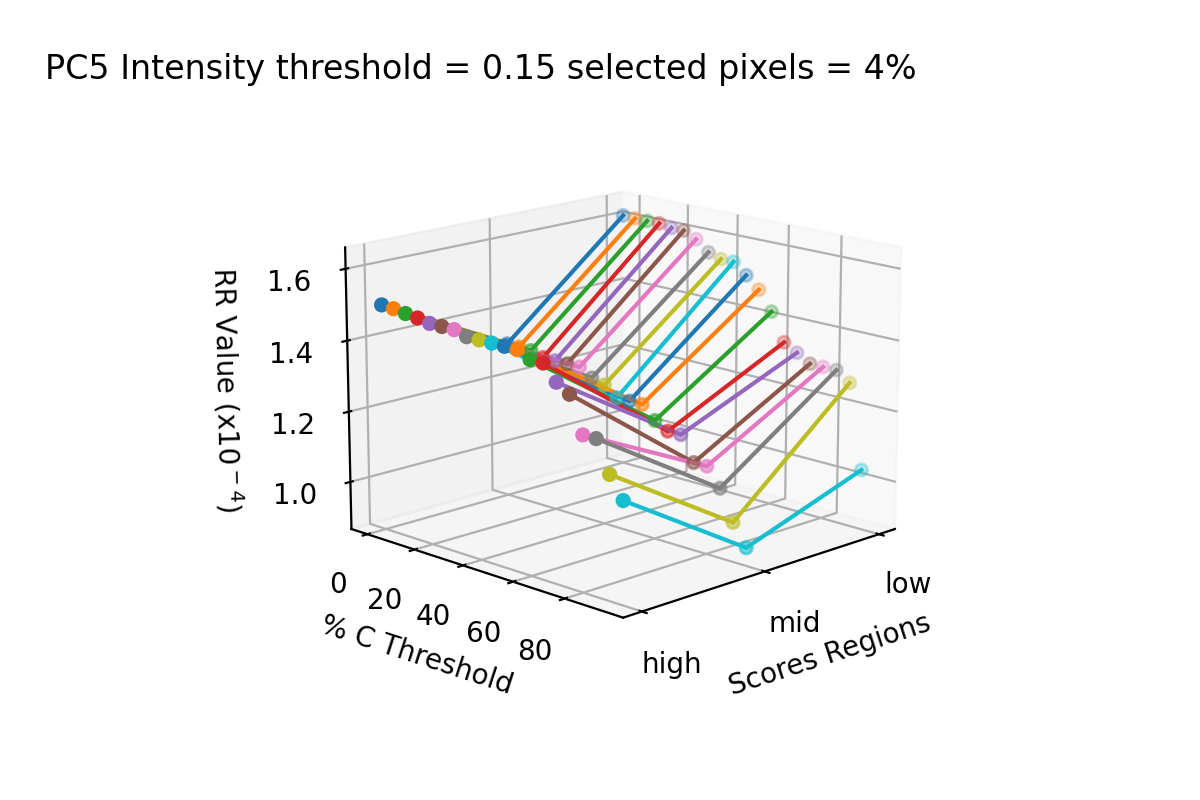 PC5 Intensity threshold = 0.15 selected pixels = 4%
RR Value (x10⁻⁴)
1.6
1.4
1.2
1.0
0
20
40
60
80
% C Threshold
high
mid
low
Scores Regions